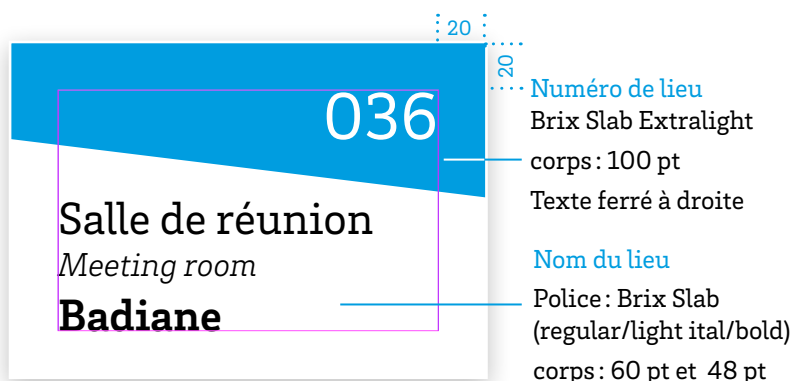 20
20
036
Salle de réunion
Meeting room
Badiane
Numéro de lieu
Brix Slab Extralight
corps : 100 pt
Texte ferré à droite
Nom du lieu
Police : Brix Slab
(regular/light ital/bold)
corps : 60 pt et 48 pt